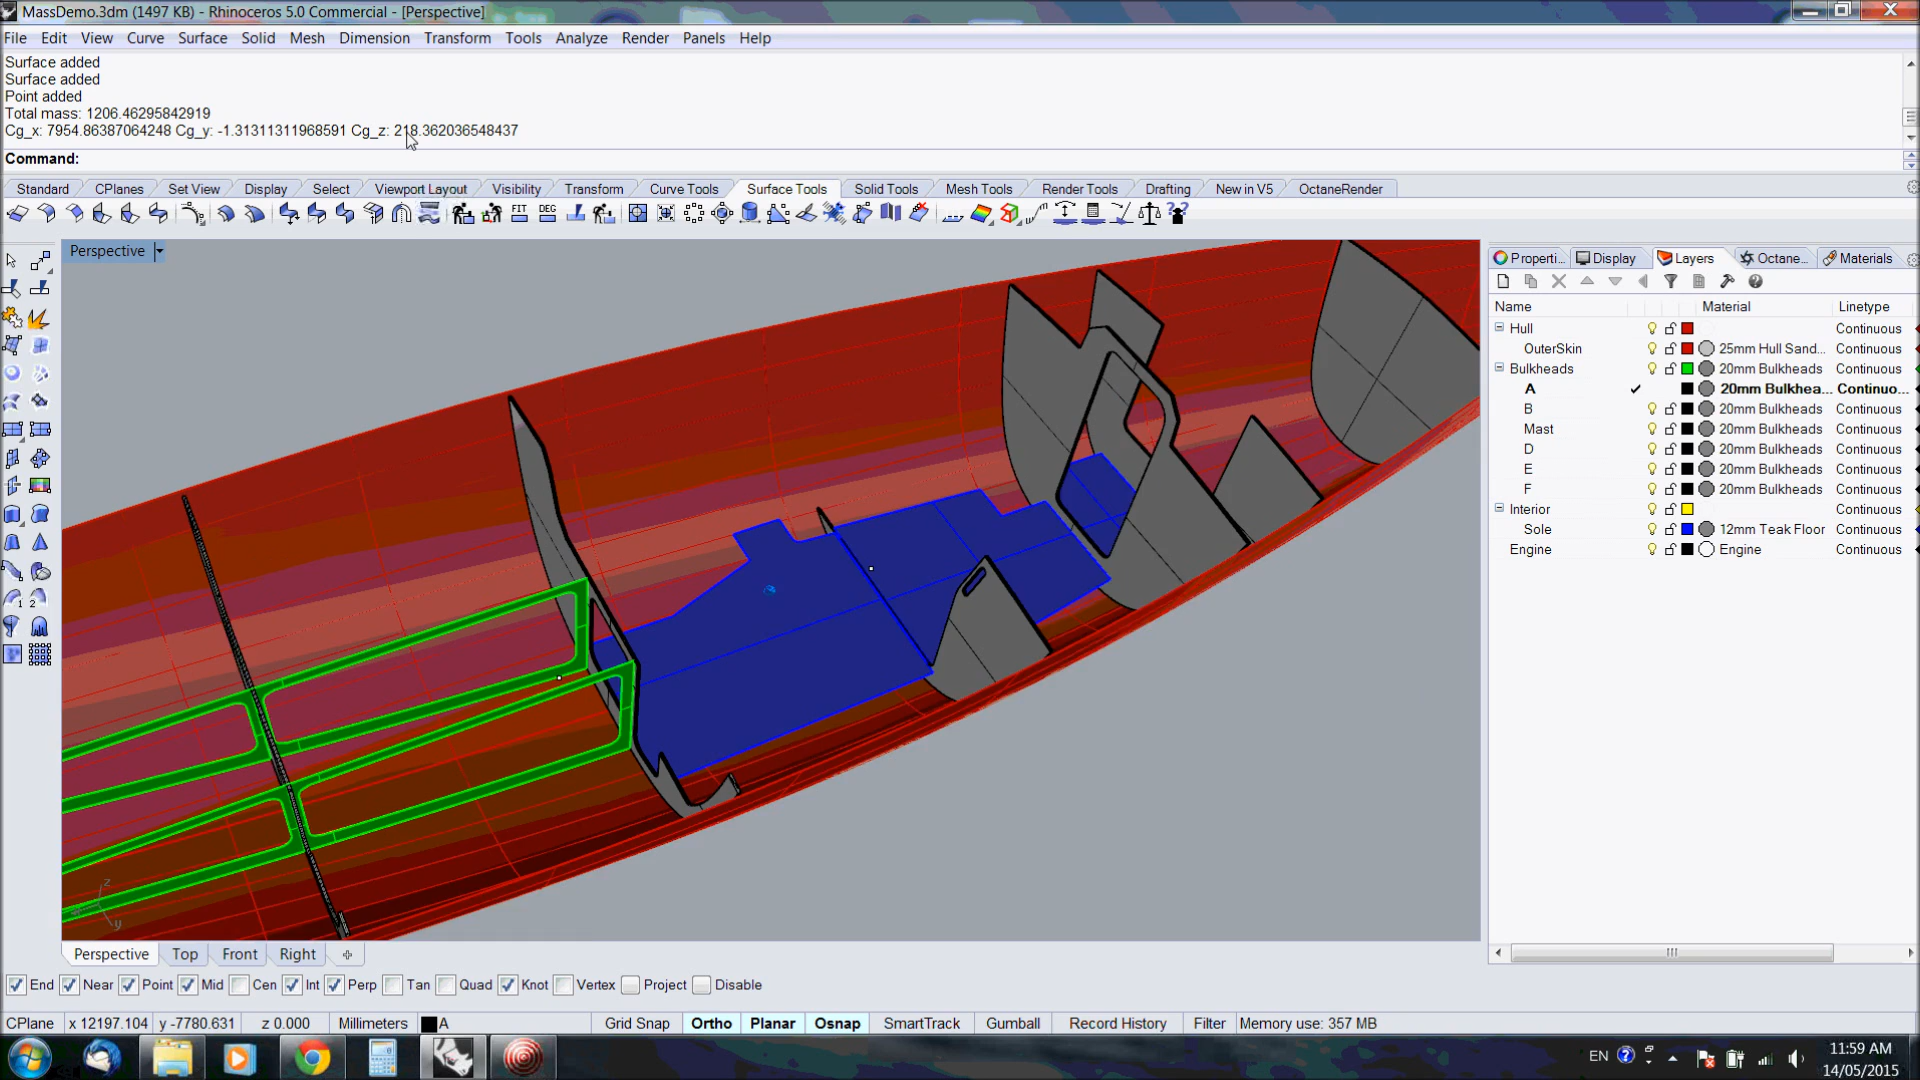 MassDemo.3dm (1497 KB) - Rhinoceros 5.0 Commercial - [Perspective]
File Edit View Curve Surface Solid Mesh Dimension Transform Tools Analyze Render Panels Help
Surface added
Surface added
Point added
Total mass: 1206.46295842919
Cg_x: 7954.86387064248 Cg_y: -1.31311311968591 Cg_z: 218.362036548437
Command:
Standard CPlanes Set View Display Select Viewport Layout Visibility Transform Curve Tools Surface Tools Solid Tools Mesh Tools Render Tools Drafting New in V5 OctaneRender
FIT DEG
Perspective
Properti... Display Layers Octane... Materials
Name Material Linetype
Hull Continuous
OuterSkin 25mm Hull Sand... Continuous
Bulkheads 20mm Bulkheads Continuous
A 20mm Bulkhea... Continuo...
B 20mm Bulkheads Continuous
Mast 20mm Bulkheads Continuous
D 20mm Bulkheads Continuous
E 20mm Bulkheads Continuous
F 20mm Bulkheads Continuous
Interior Continuous
Sole 12mm Teak Floor Continuous
Engine Engine Continuous
z
y
Perspective Top Front Right
End Near Point Mid Cen Int Perp Tan Quad Knot Vertex Project Disable
CPlane x 12197.104 y -7780.631 z 0.000 Millimeters A Grid Snap Ortho Planar Osnap SmartTrack Gumball Record History Filter Memory use: 357 MB
EN 11:59 AM
14/05/2015